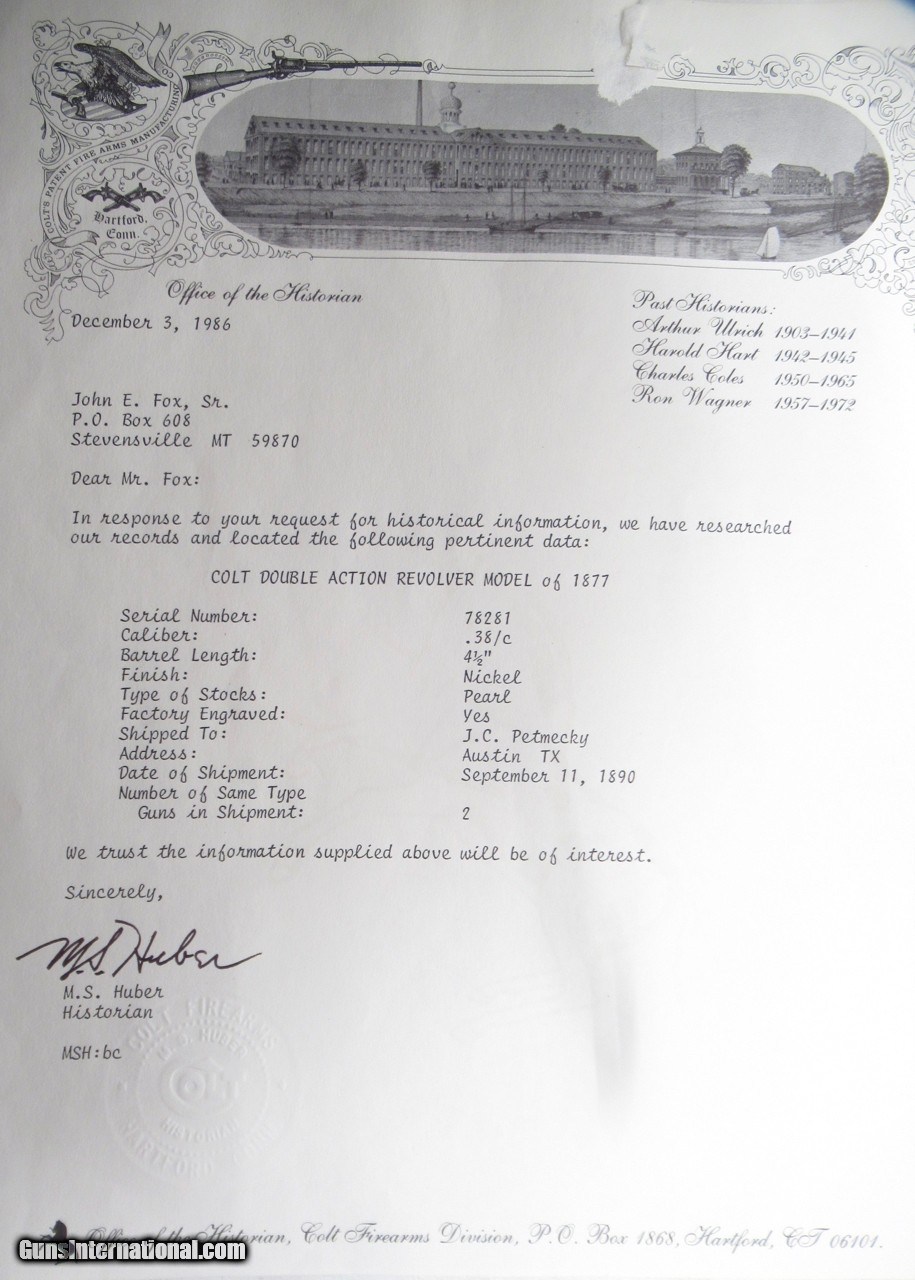 COLT'S PATENT FIRE ARMS MANUFACTURING CO
Hartford,
Conn.
Office of the Historian
December 3, 1986
Past Historians:
Arthur Ulrich 1903–1941
Harold Hart 1942–1945
Charles Coles 1950–1965
Ron Wagner 1957–1972
John E. Fox, Sr.
P.O. Box 608
Stevensville MT 59870
Dear Mr. Fox:
In response to your request for historical information, we have researched
our records and located the following pertinent data:
COLT DOUBLE ACTION REVOLVER MODEL of 1877
Serial Number: 78281
Caliber: .38/c
Barrel Length: 4½"
Finish: Nickel
Type of Stocks: Pearl
Factory Engraved: Yes
Shipped To: J.C. Petmecky
Address: Austin TX
Date of Shipment: September 11, 1890
Number of Same Type
Guns in Shipment: 2
We trust the information supplied above will be of interest.
Sincerely,
M.S. Huber
M.S. Huber
Historian
MSH:bc
COLT FIREARMS
HUBER
COLT
HISTORIAN
HARTFORD
Office of the Historian, Colt Firearms Division, P.O. Box 1868, Hartford, CT 06101.
GunsInternational.com